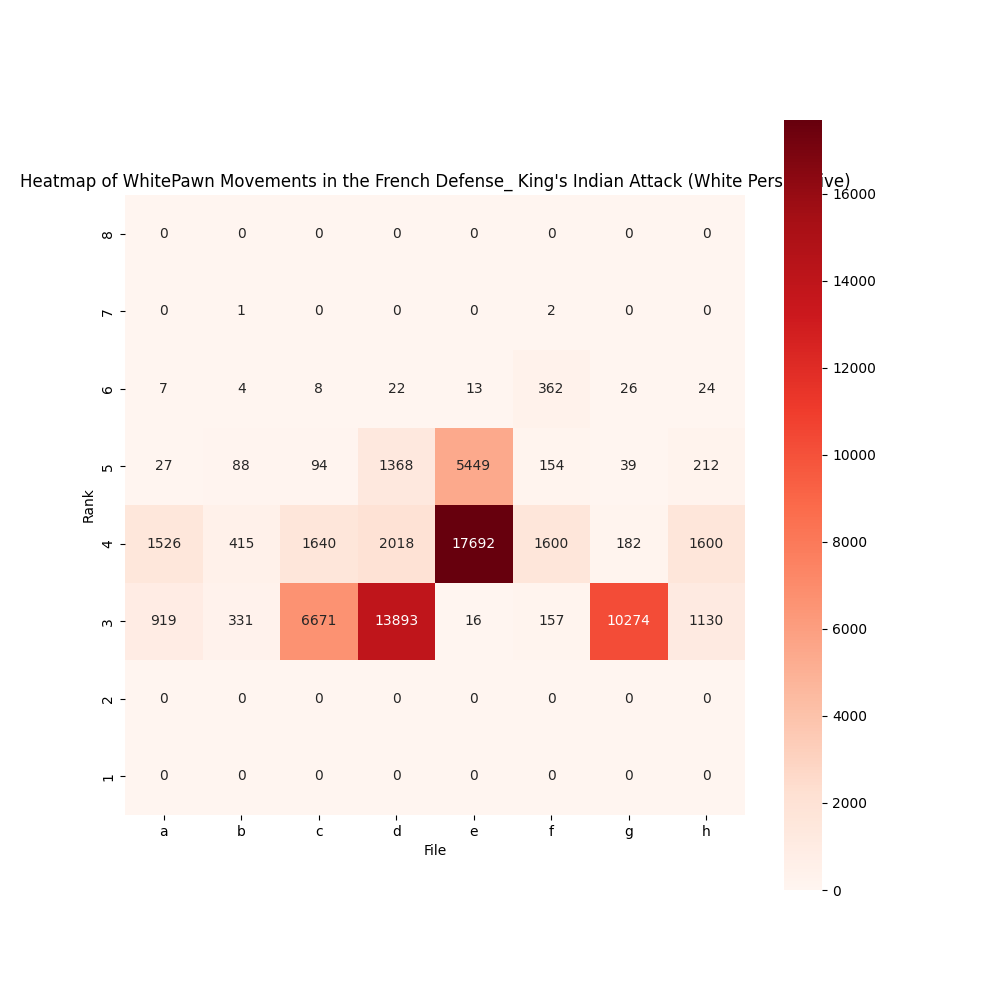 Heatmap of WhitePawn Movements in the French Defense_ King's Indian Attack (White Pers ive)
16000
14000
12000
10000
8000
6000
4000
2000
0
Rank
8 0 0 0 0 0 0 0 0
7 0 1 0 0 0 2 0 0
6 7 4 8 22 13 362 26 24
5 27 88 94 1368 5449 154 39 212
4 1526 415 1640 2018 17692 1600 182 1600
3 919 331 6671 13893 16 157 10274 1130
2 0 0 0 0 0 0 0 0
1 0 0 0 0 0 0 0 0
a b c d e f g h
File